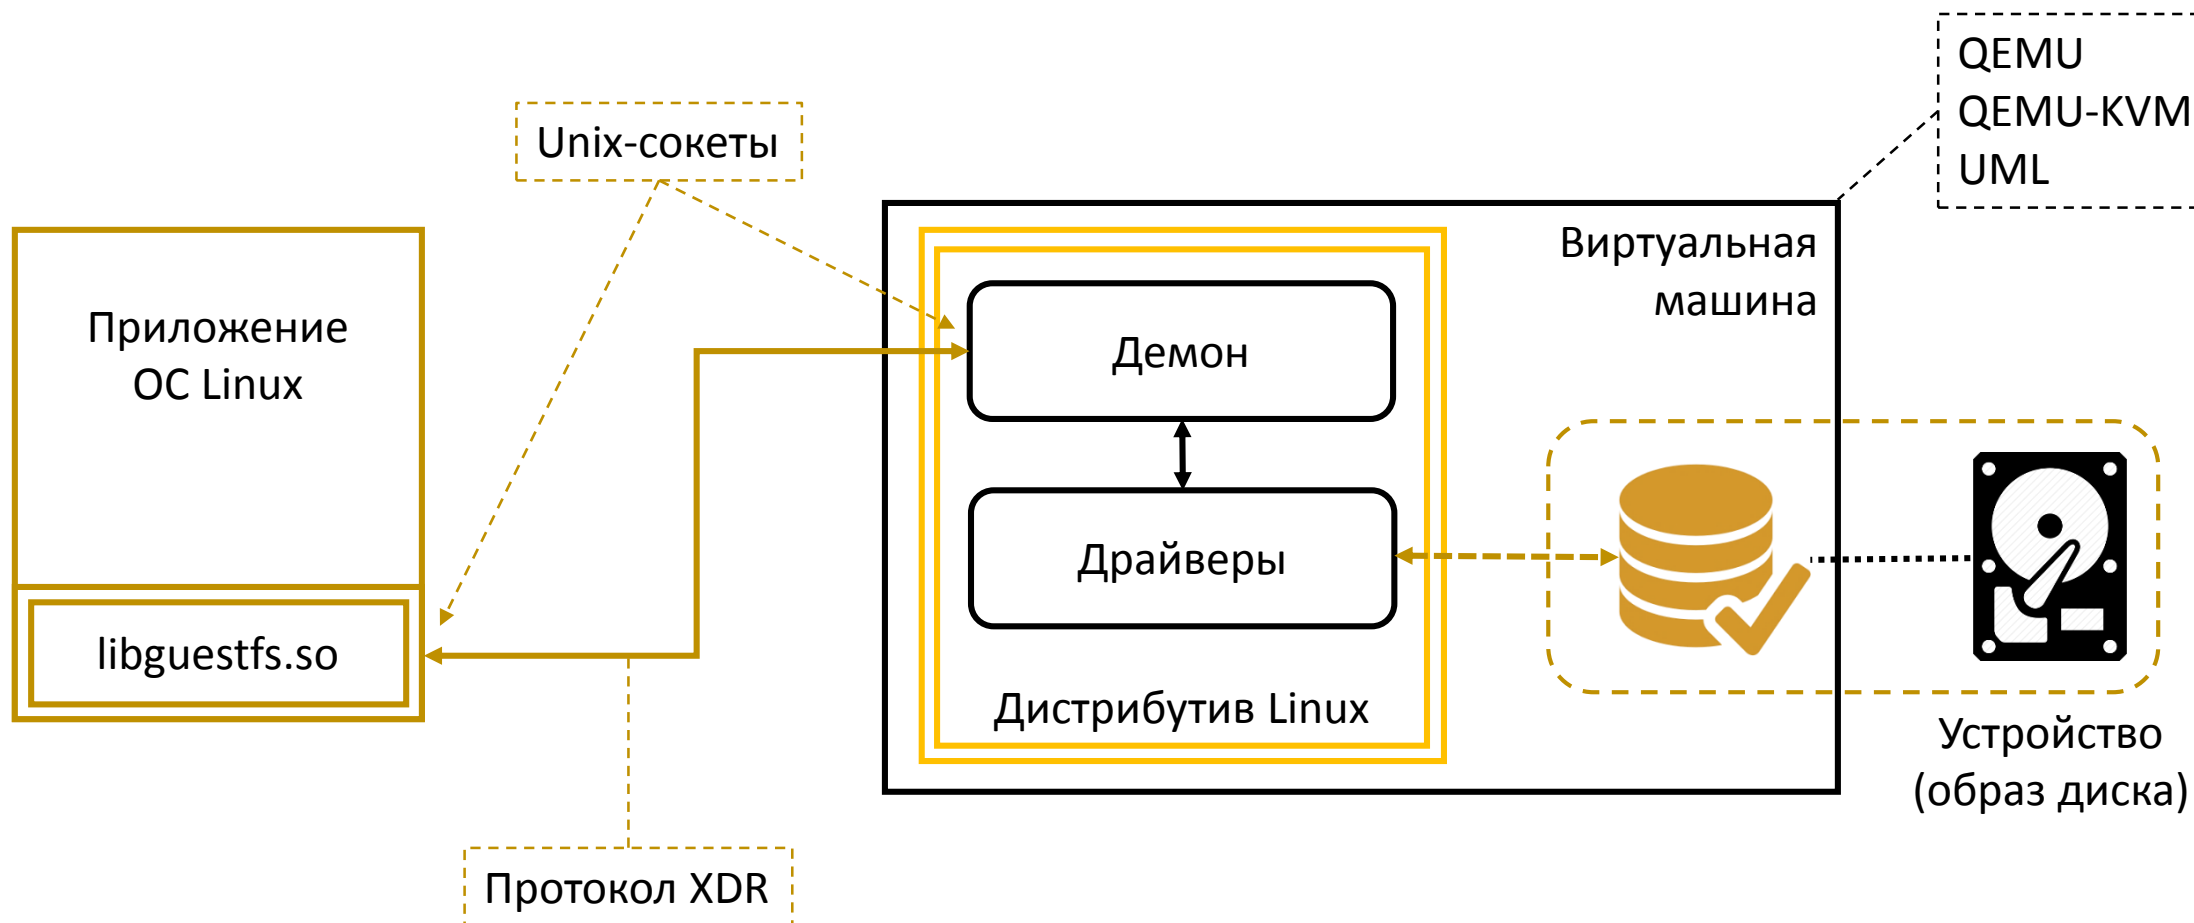 QEMU
QEMU-KVM
UML
Unix-сокеты
Виртуальная
машина
Приложение
ОС Linux
Демон
Драйверы
libguestfs.so
Дистрибутив Linux
Устройство
(образ диска)
Протокол XDR